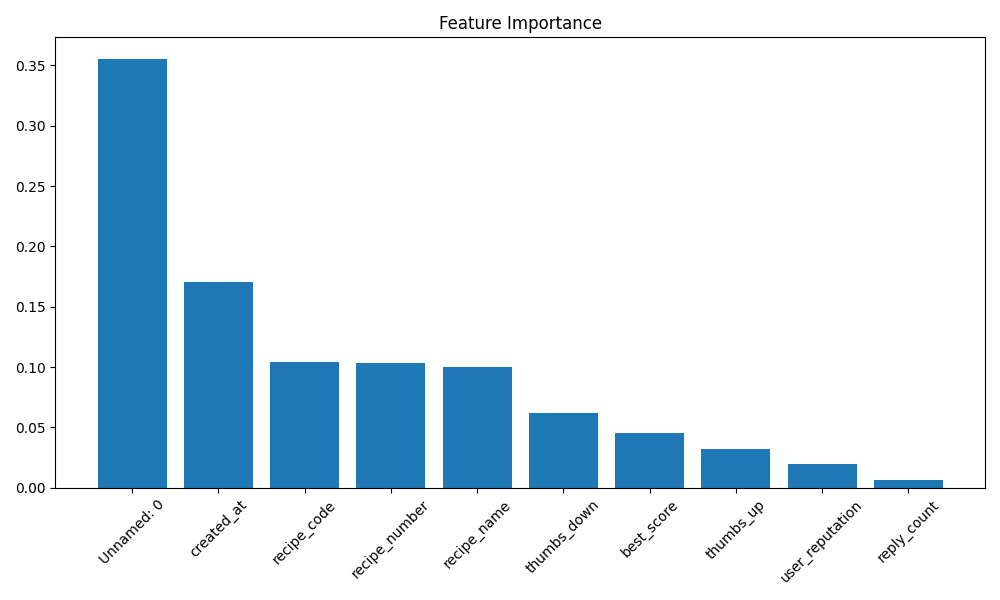 Feature Importance
0.35
0.30
0.25
0.20
0.15
0.10
0.05
0.00
Unnamed: 0
created_at
recipe_code
recipe_number
recipe_name
thumbs_down
best_score
thumbs_up
user_reputation
reply_count